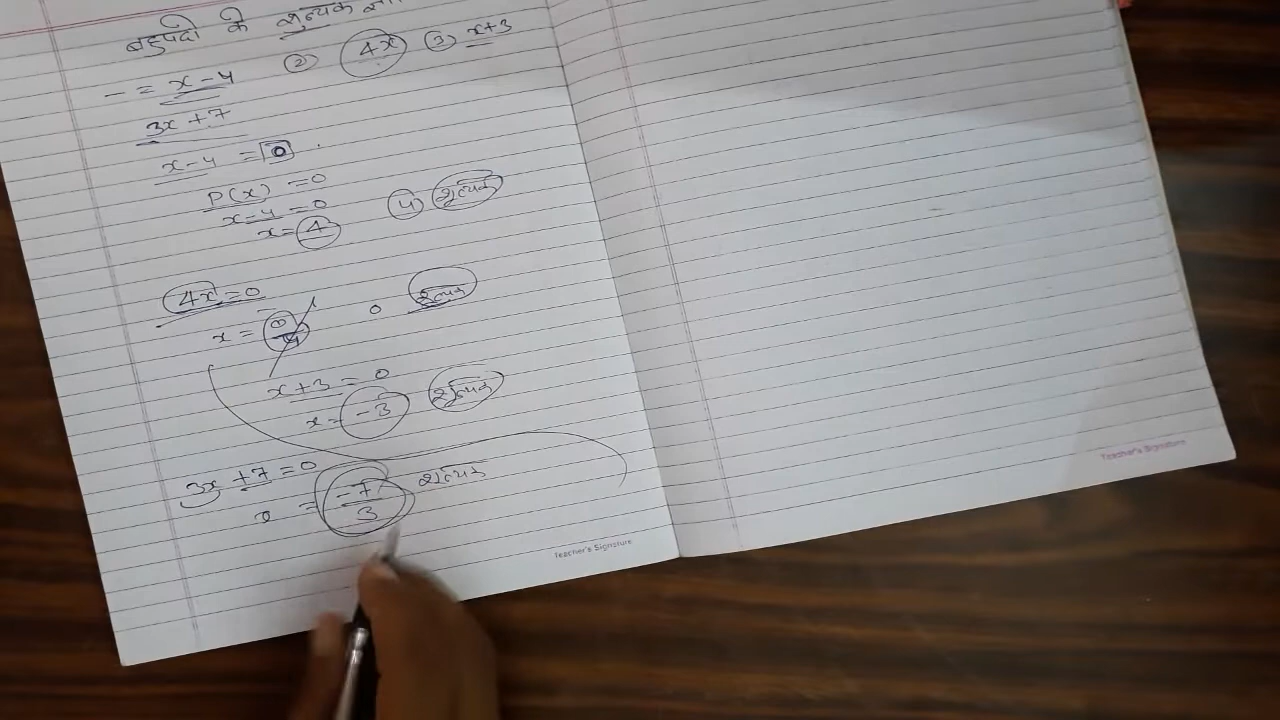 बहुपदो के शून्यक
- = x-4 ② 4x ③ x+3
3x+7
x-4 = 0
P(x) = 0
x-4 = 0
x = 4 4 शून्यक
4x = 0
x = 0/4 0 शून्यक
x+3 = 0
x = -3 शून्यक
3x+7 = 0
x = -7/3 शून्यक
Teacher's Signature
Teacher's Signature